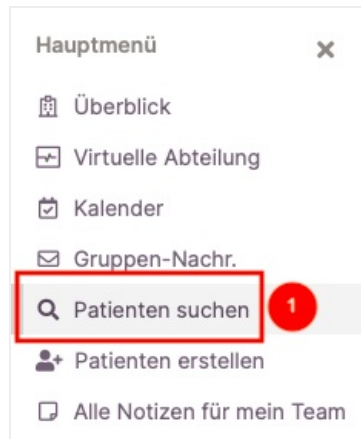 Hauptmenü
Überblick
Virtuelle Abteilung
Kalender
Gruppen-Nachr.
Patienten suchen 1
Patienten erstellen
Alle Notizen für mein Team